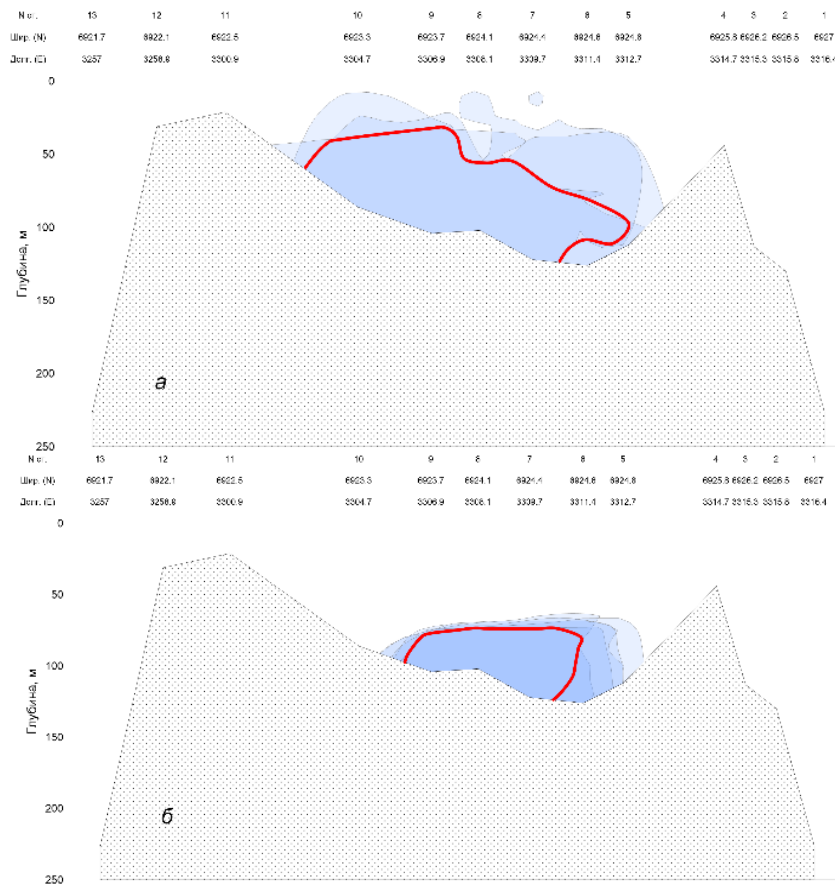 N ст. 13 12 11 10 9 8 7 6 5 4 3 2 1
Шир. (N) 6921.7 6922.1 6922.5 6923.3 6923.7 6924.1 6924.4 6924.6 6924.8 6925.8 6926.2 6926.5 6927
Долг. (E) 3257 3258.9 3300.9 3304.7 3306.9 3308.1 3309.7 3311.4 3312.7 3314.7 3315.3 3315.8 3316.4
0
50
100
Глубина, м
150
200
а
250
N ст. 13 12 11 10 9 8 7 6 5 4 3 2 1
Шир. (N) 6921.7 6922.1 6922.5 6923.3 6923.7 6924.1 6924.4 6924.6 6924.8 6925.8 6926.2 6926.5 6927
Долг. (E) 3257 3258.9 3300.9 3304.7 3306.9 3308.1 3309.7 3311.4 3312.7 3314.7 3315.3 3315.8 3316.4
0
50
100
Глубина, м
150
200
б
250